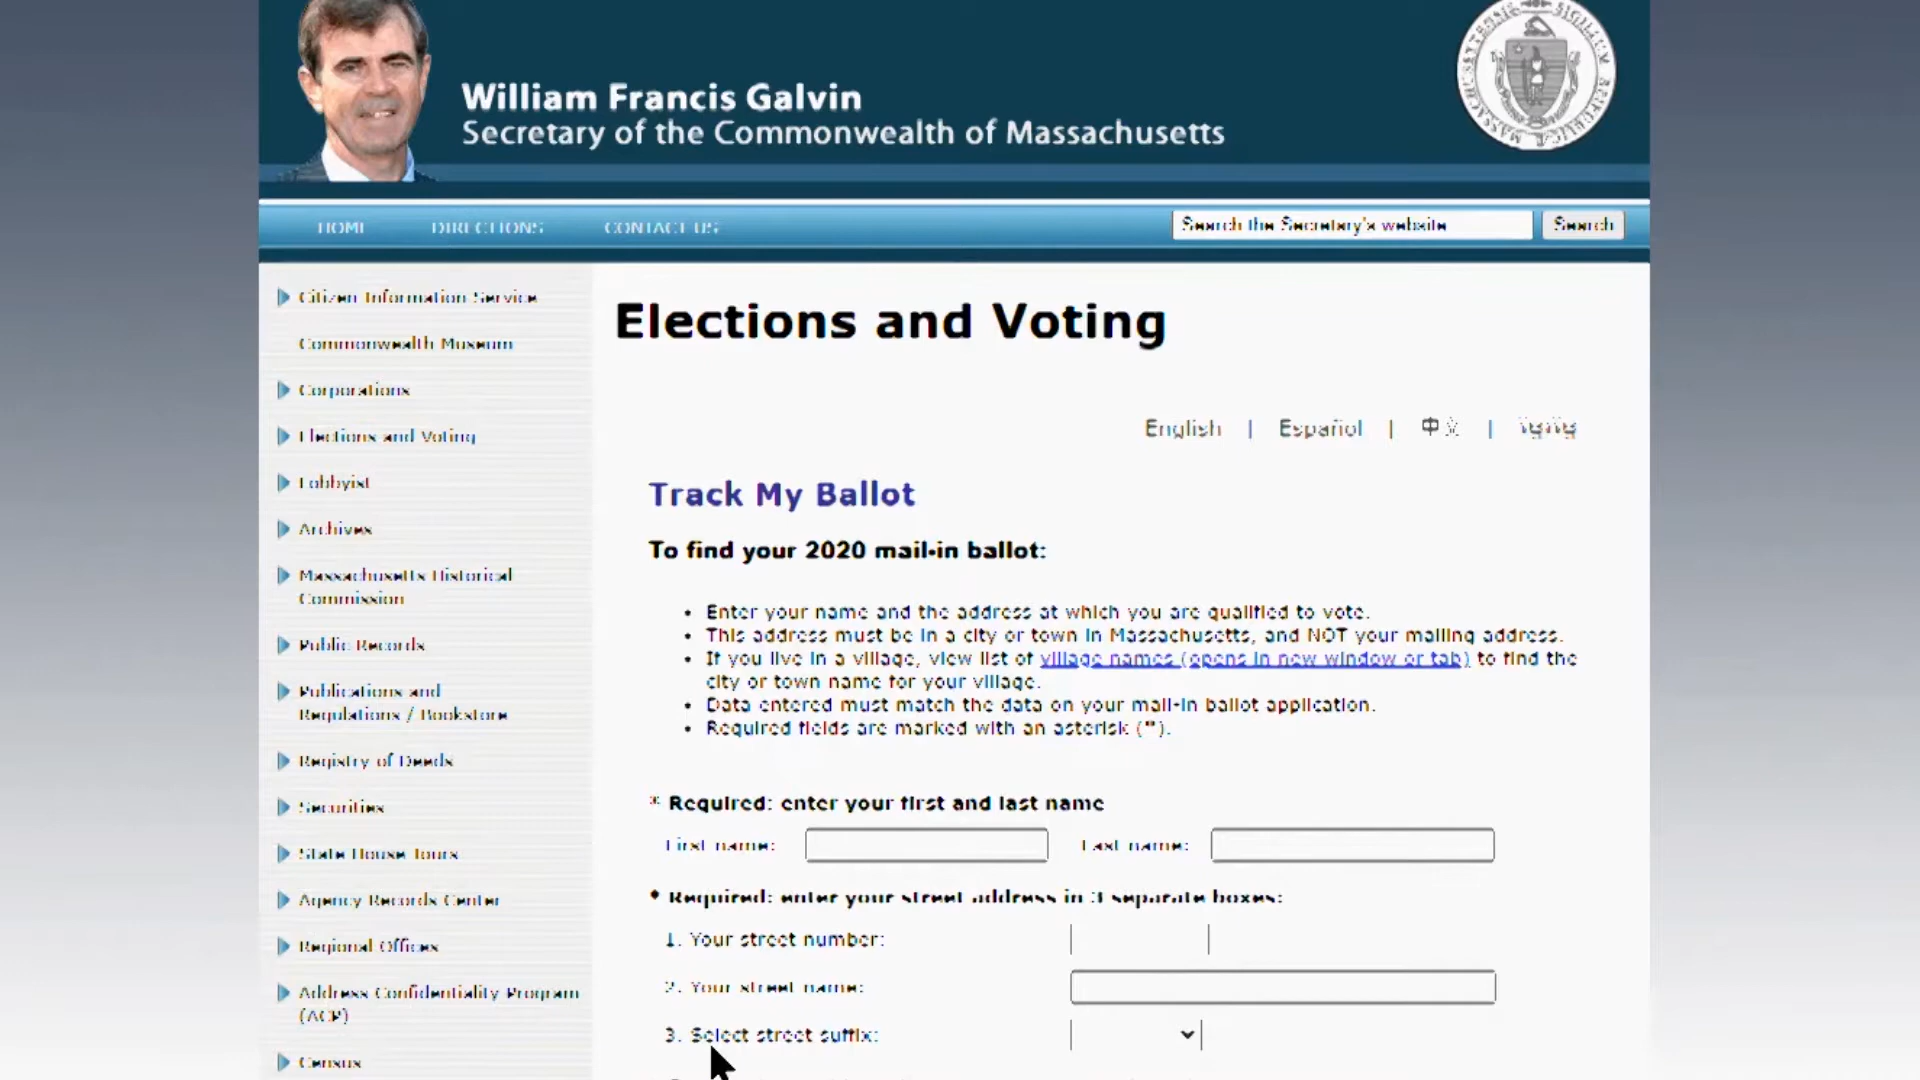 William Francis Galvin
Secretary of the Commonwealth of Massachusetts
HOME DIRECTIONS CONTACT US
Search the Secretary's website Search
Citizen Information Service
Commonwealth Museum
Corporations
Elections and Voting
Lobbyist
Archives
Massachusetts Historical
Commission
Public Records
Publications and
Regulations / Bookstore
Registry of Deeds
Securities
State House Tours
Agency Records Center
Regional Offices
Address Confidentiality Program
(ACP)
Census
Elections and Voting
English | Español | 中文 |
Track My Ballot
To find your 2020 mail-in ballot:
• Enter your name and the address at which you are qualified to vote.
• This address must be in a city or town in Massachusetts, and NOT your mailing address.
• If you live in a village, view list of village names (opens in new window or tab) to find the
city or town name for your village.
• Data entered must match the data on your mail-in ballot application.
• Required fields are marked with an asterisk (*).
* Required: enter your first and last name
First name: Last name:
* Required: enter your street address in 3 separate boxes:
1. Your street number:
2. Your street name:
3. Select street suffix: